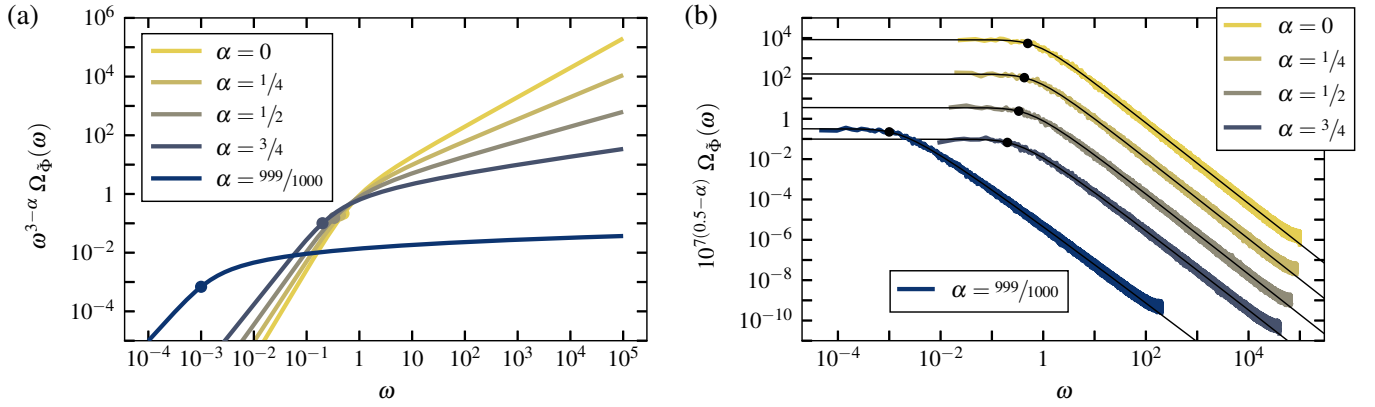 (a)
ω^{3−α} Ω_{Φ̃}(ω)
10^6
10^4
10^2
1
10^{−2}
10^{−4}
α = 0
α = 1/4
α = 1/2
α = 3/4
α = 999/1000
10^{−4} 10^{−3} 10^{−2} 10^{−1} 1 10^1 10^2 10^3 10^4 10^5
ω
(b)
10^{7(0.5−α)} Ω_{Φ̃}(ω)
10^4
10^2
1
10^{−2}
10^{−4}
10^{−6}
10^{−8}
10^{−10}
α = 0
α = 1/4
α = 1/2
α = 3/4
α = 999/1000
10^{−4} 10^{−2} 1 10^2 10^4
ω